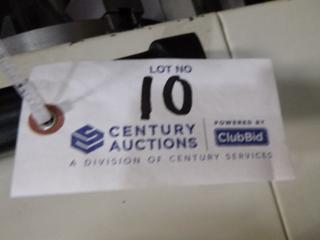 LOT NO
10
CENTURY
AUCTIONS
POWERED BY
ClubBid
A DIVISION OF CENTURY SERVICES